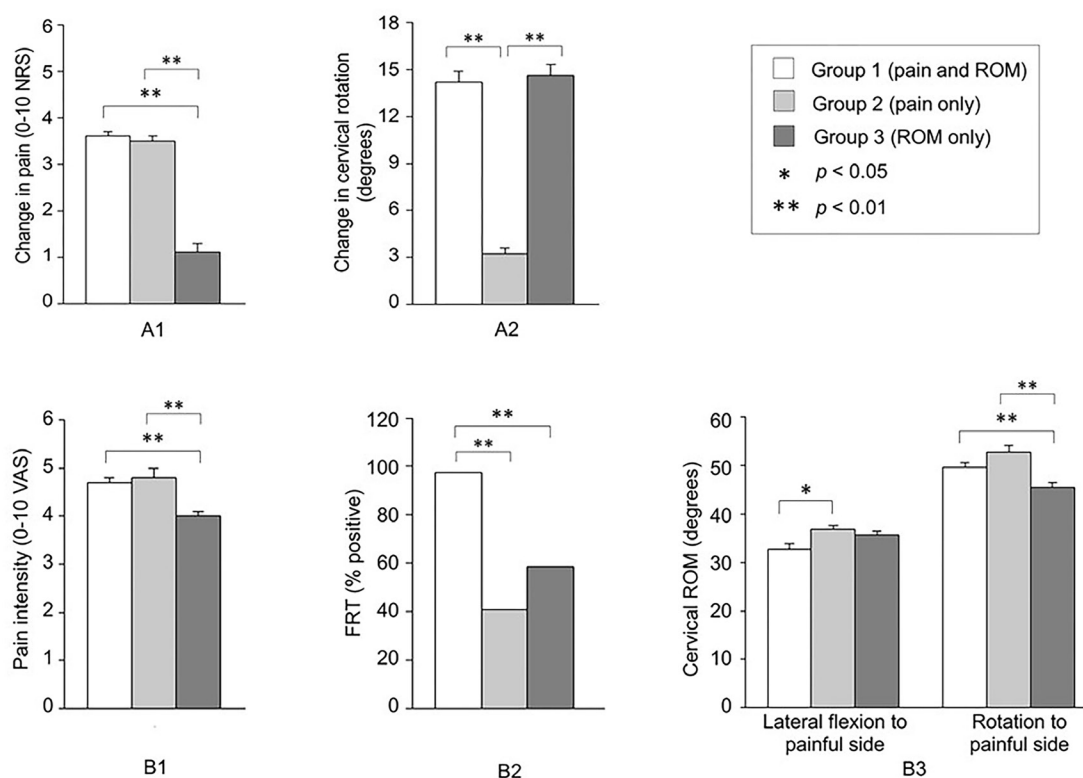 Change in pain (0-10 NRS)
6
5
4
3
2
1
0
**
**
A1
Change in cervical rotation
(degrees)
18
15
12
9
6
3
0
**
**
A2
Group 1 (pain and ROM)
Group 2 (pain only)
Group 3 (ROM only)
* p < 0.05
** p < 0.01
Pain intensity (0-10 VAS)
6
5
4
3
2
1
0
**
**
B1
FRT (% positive)
120
100
80
60
40
20
0
**
**
B2
Cervical ROM (degrees)
60
50
40
30
20
10
0
*
**
**
Lateral flexion to
painful side
Rotation to
painful side
B3